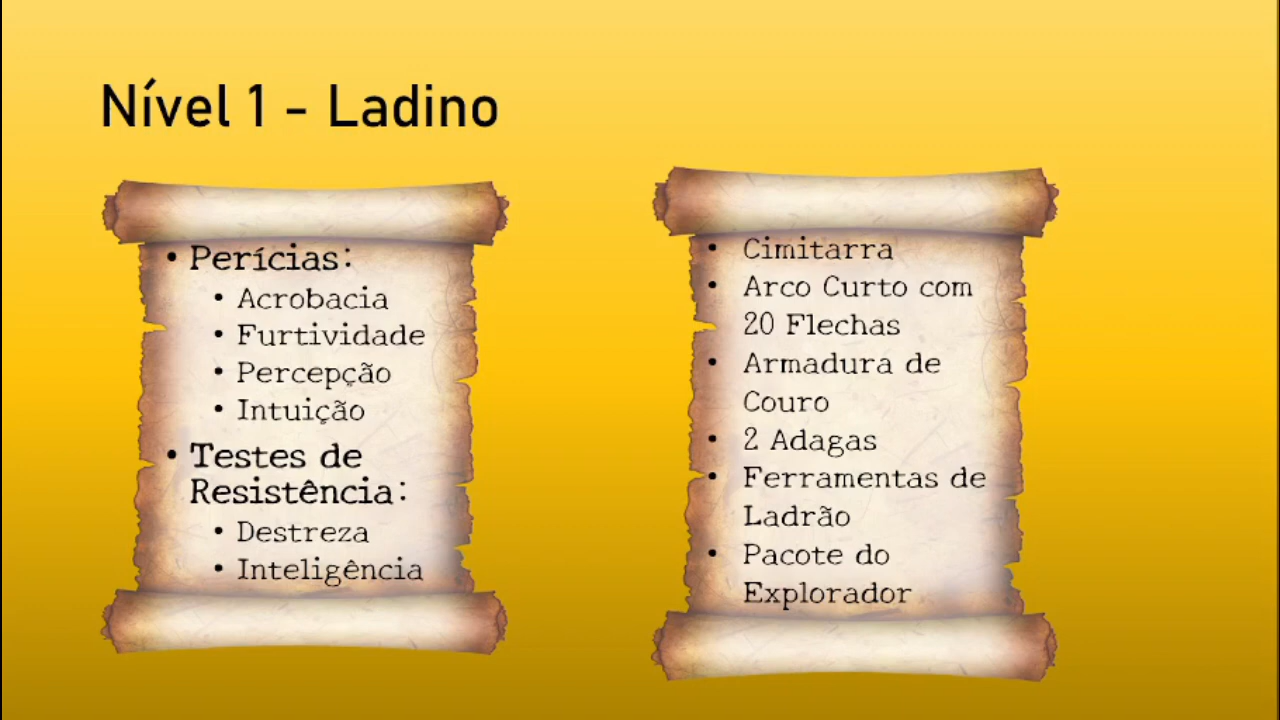 Nível 1 - Ladino
• Perícias:
• Acrobacia
• Furtividade
• Percepção
• Intuição
• Testes de
Resistência:
• Destreza
• Inteligência
• Cimitarra
• Arco Curto com
20 Flechas
• Armadura de
Couro
• 2 Adagas
• Ferramentas de
Ladrão
• Pacote do
Explorador